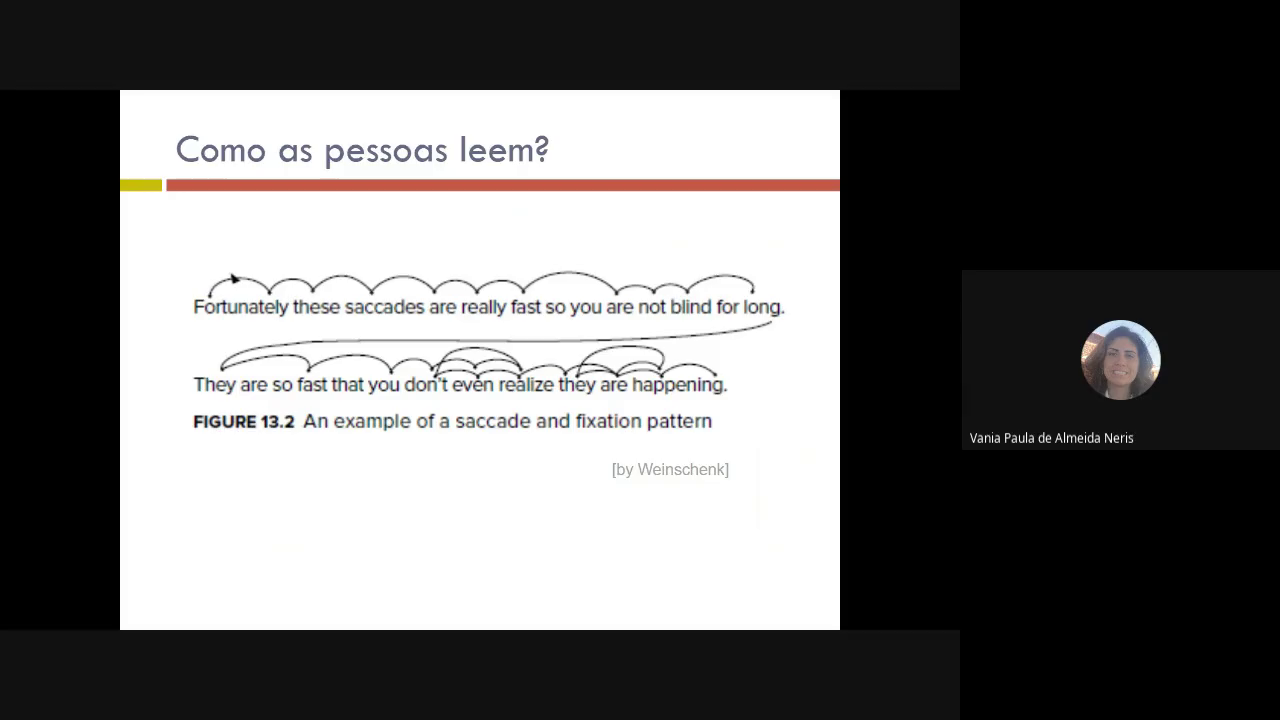 Como as pessoas leem?
Fortunately these saccades are really fast so you are not blind for long.
They are so fast that you don't even realize they are happening.
FIGURE 13.2 An example of a saccade and fixation pattern
[by Weinschenk]
Vania Paula de Almeida Neris